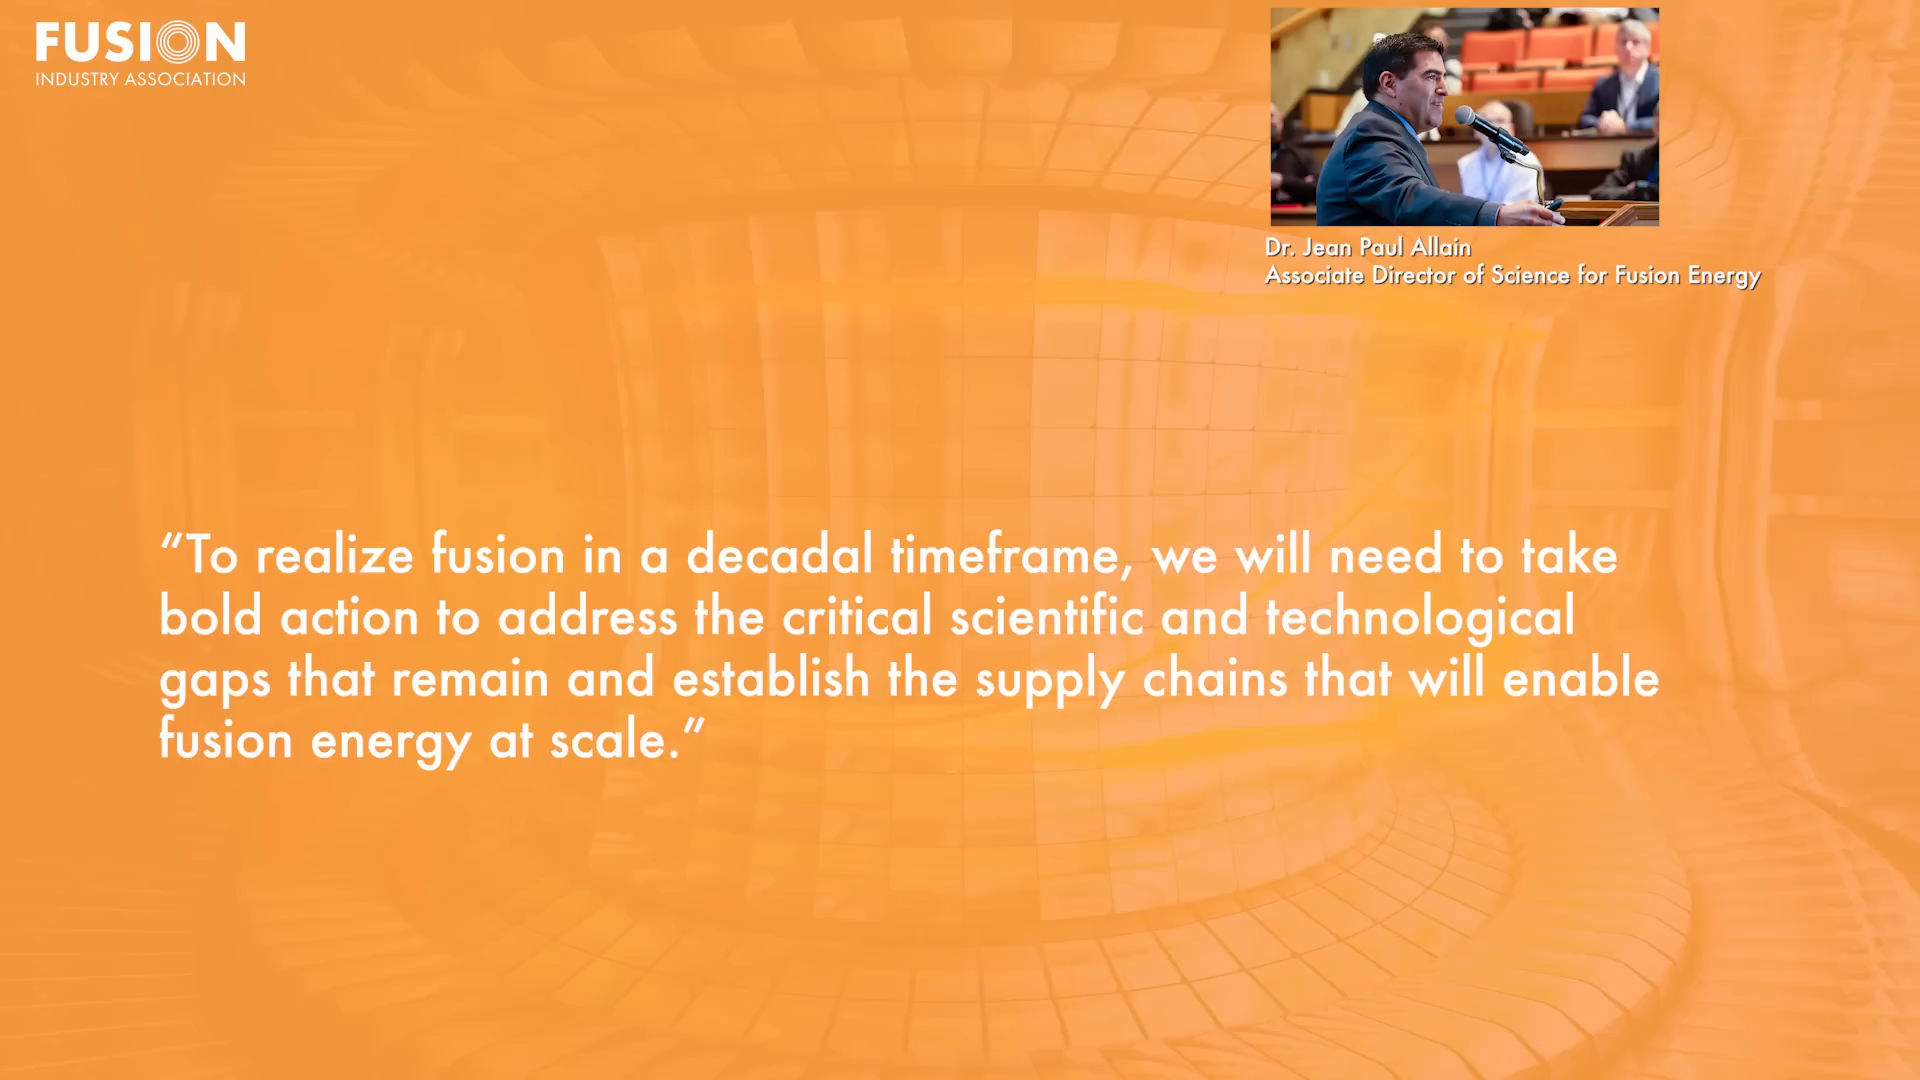 FUSION
INDUSTRY ASSOCIATION
Dr. Jean Paul Allain
Associate Director of Science for Fusion Energy
“To realize fusion in a decadal timeframe, we will need to take
bold action to address the critical scientific and technological
gaps that remain and establish the supply chains that will enable
fusion energy at scale.”